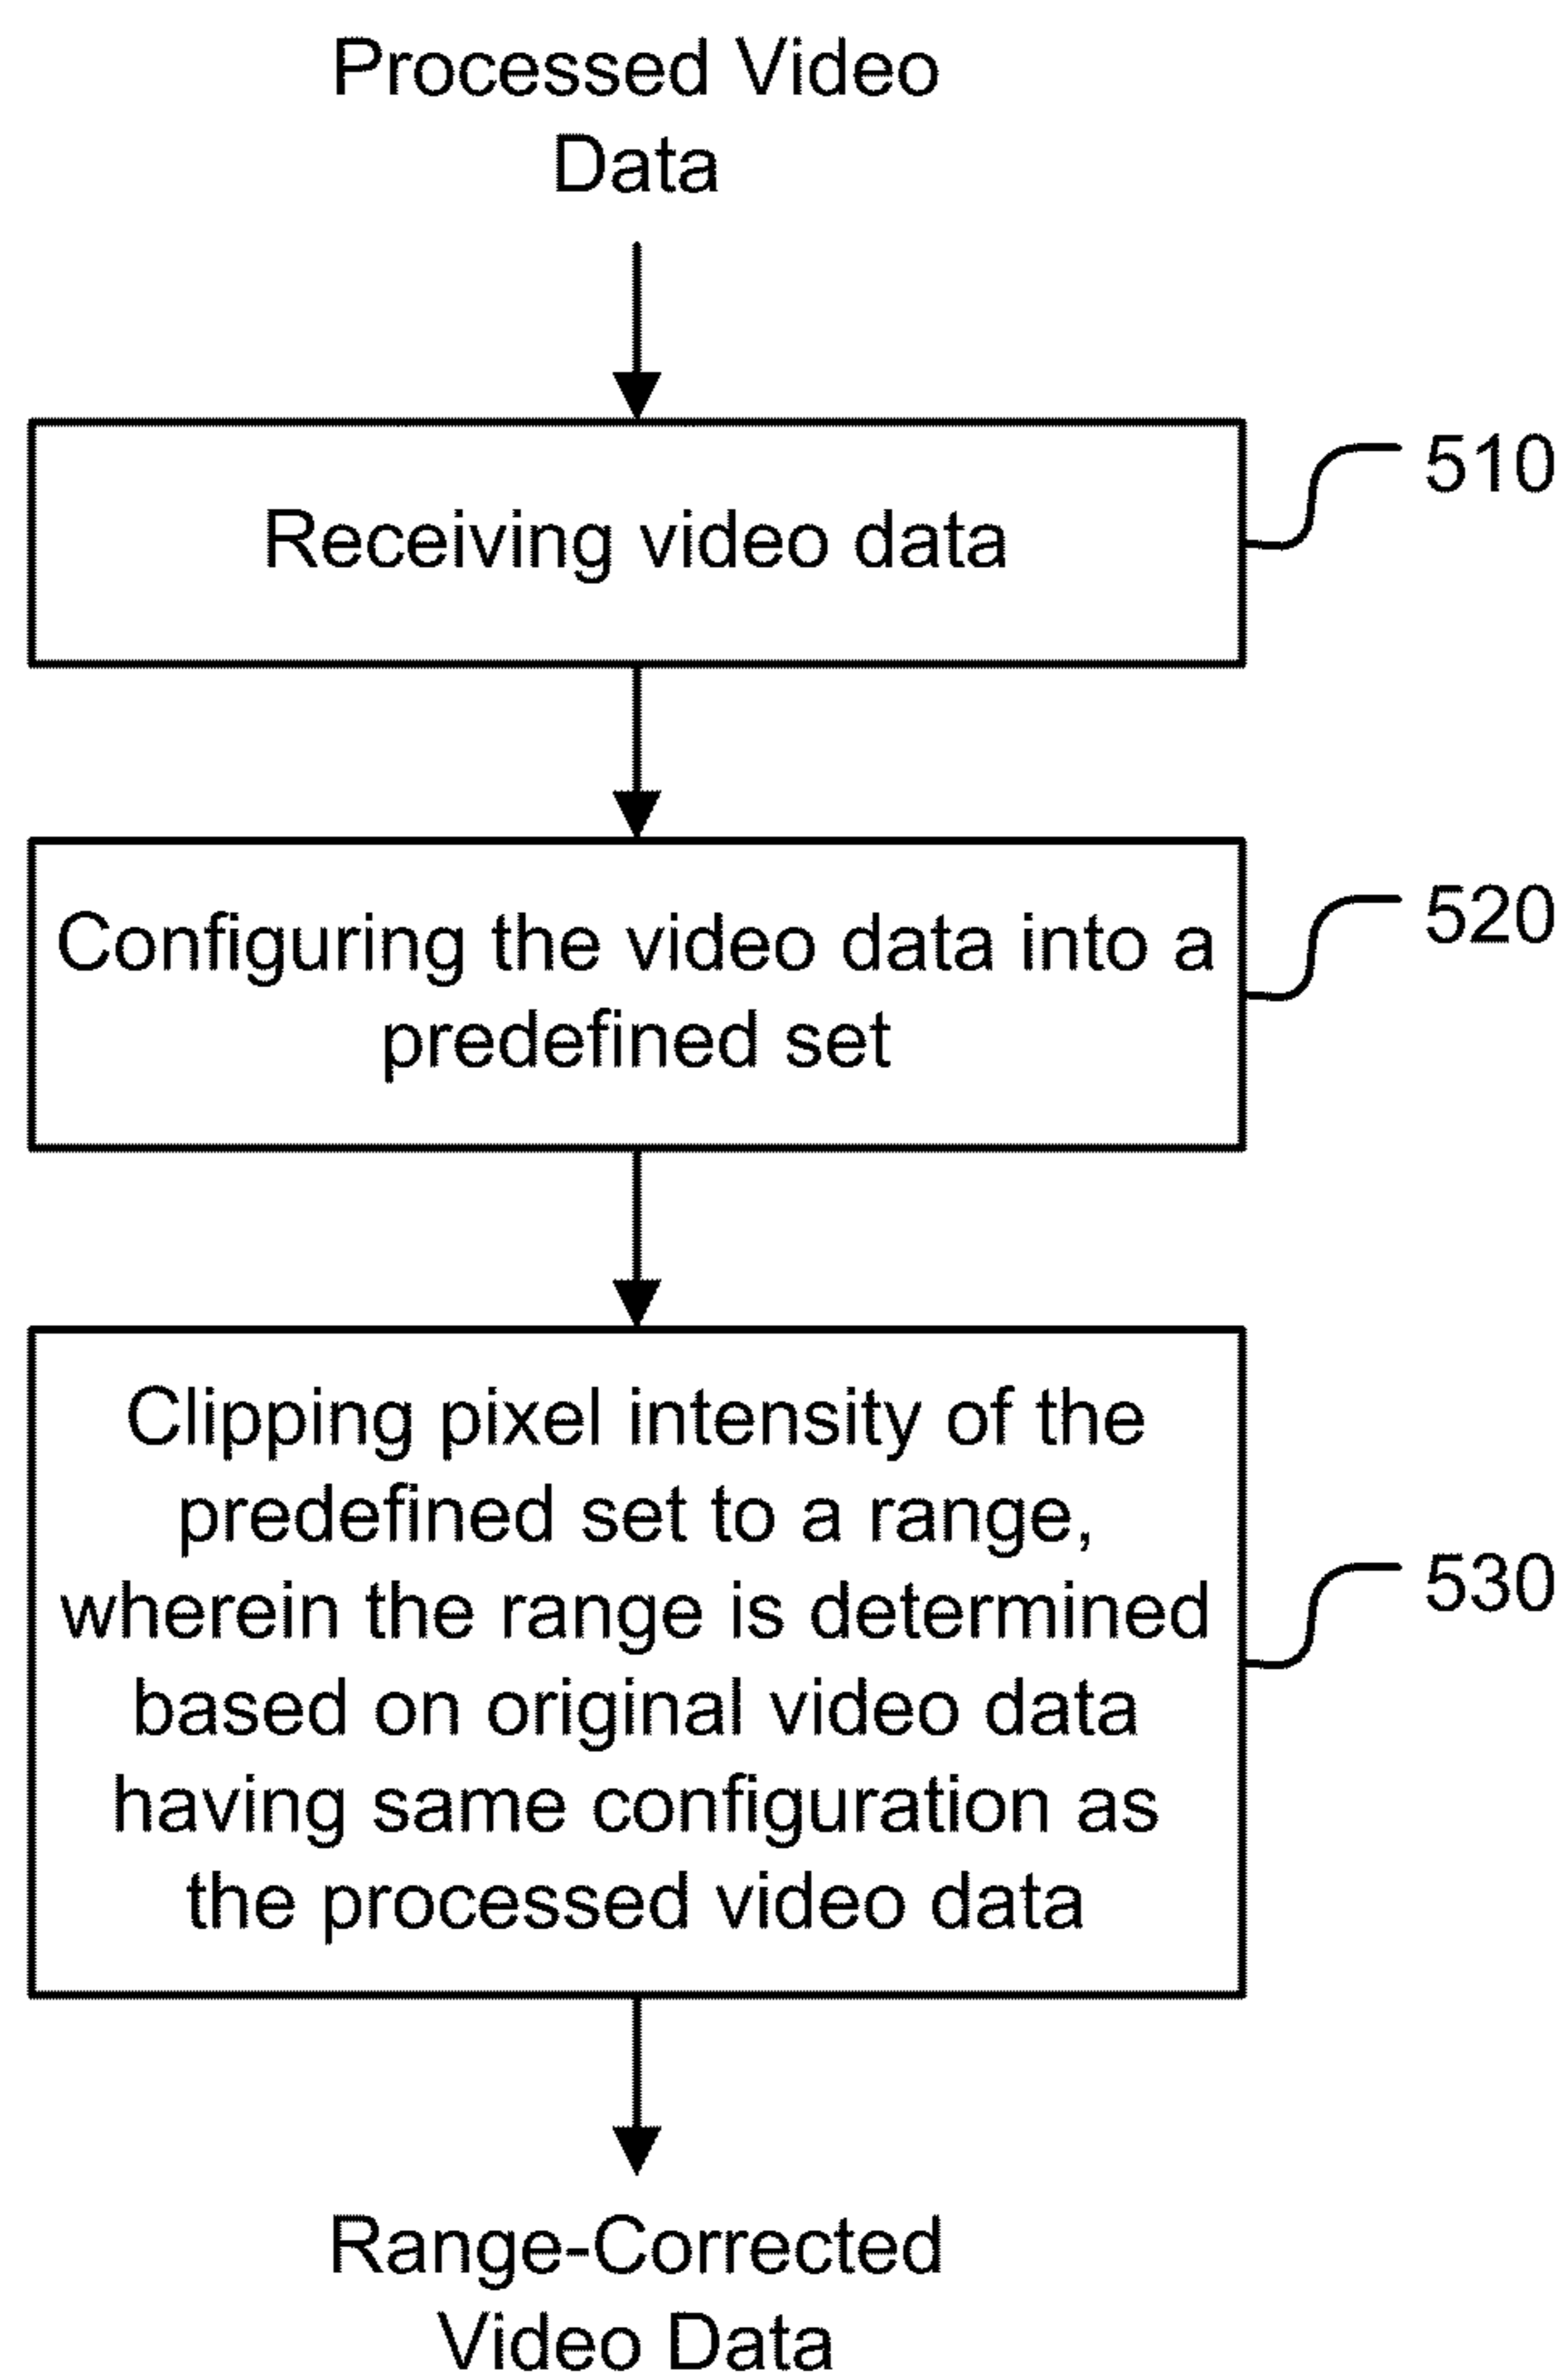 Processed Video
Data
510
Receiving video data
520
Configuring the video data into a
predefined set
Clipping pixel intensity of the
predefined set to a range,
wherein the range is determined
530
based on original video data
having same configuration as
the processed video data
Range-Corrected
Video Data